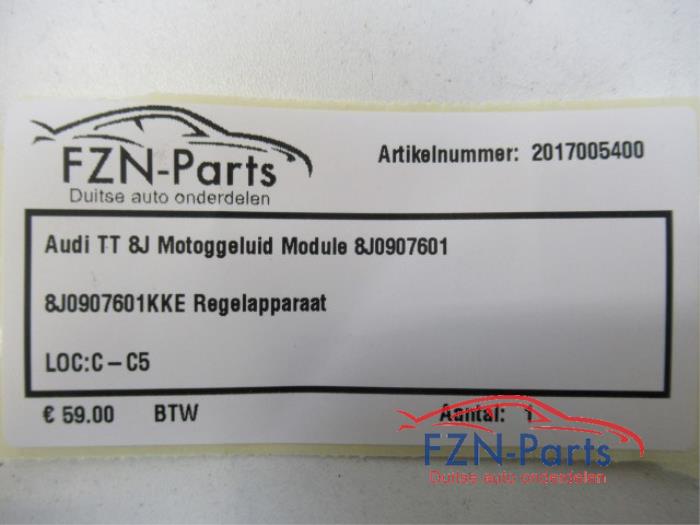 FZN-Parts
Duitse auto onderdelen
Artikelnummer: 2017005400
Audi TT 8J Motoggeluid Module 8J0907601
8J0907601KKE Regelapparaat
LOC:C-C5
€ 59.00 BTW Aantal: 1
FZN-Parts
Duitse auto onderdelen